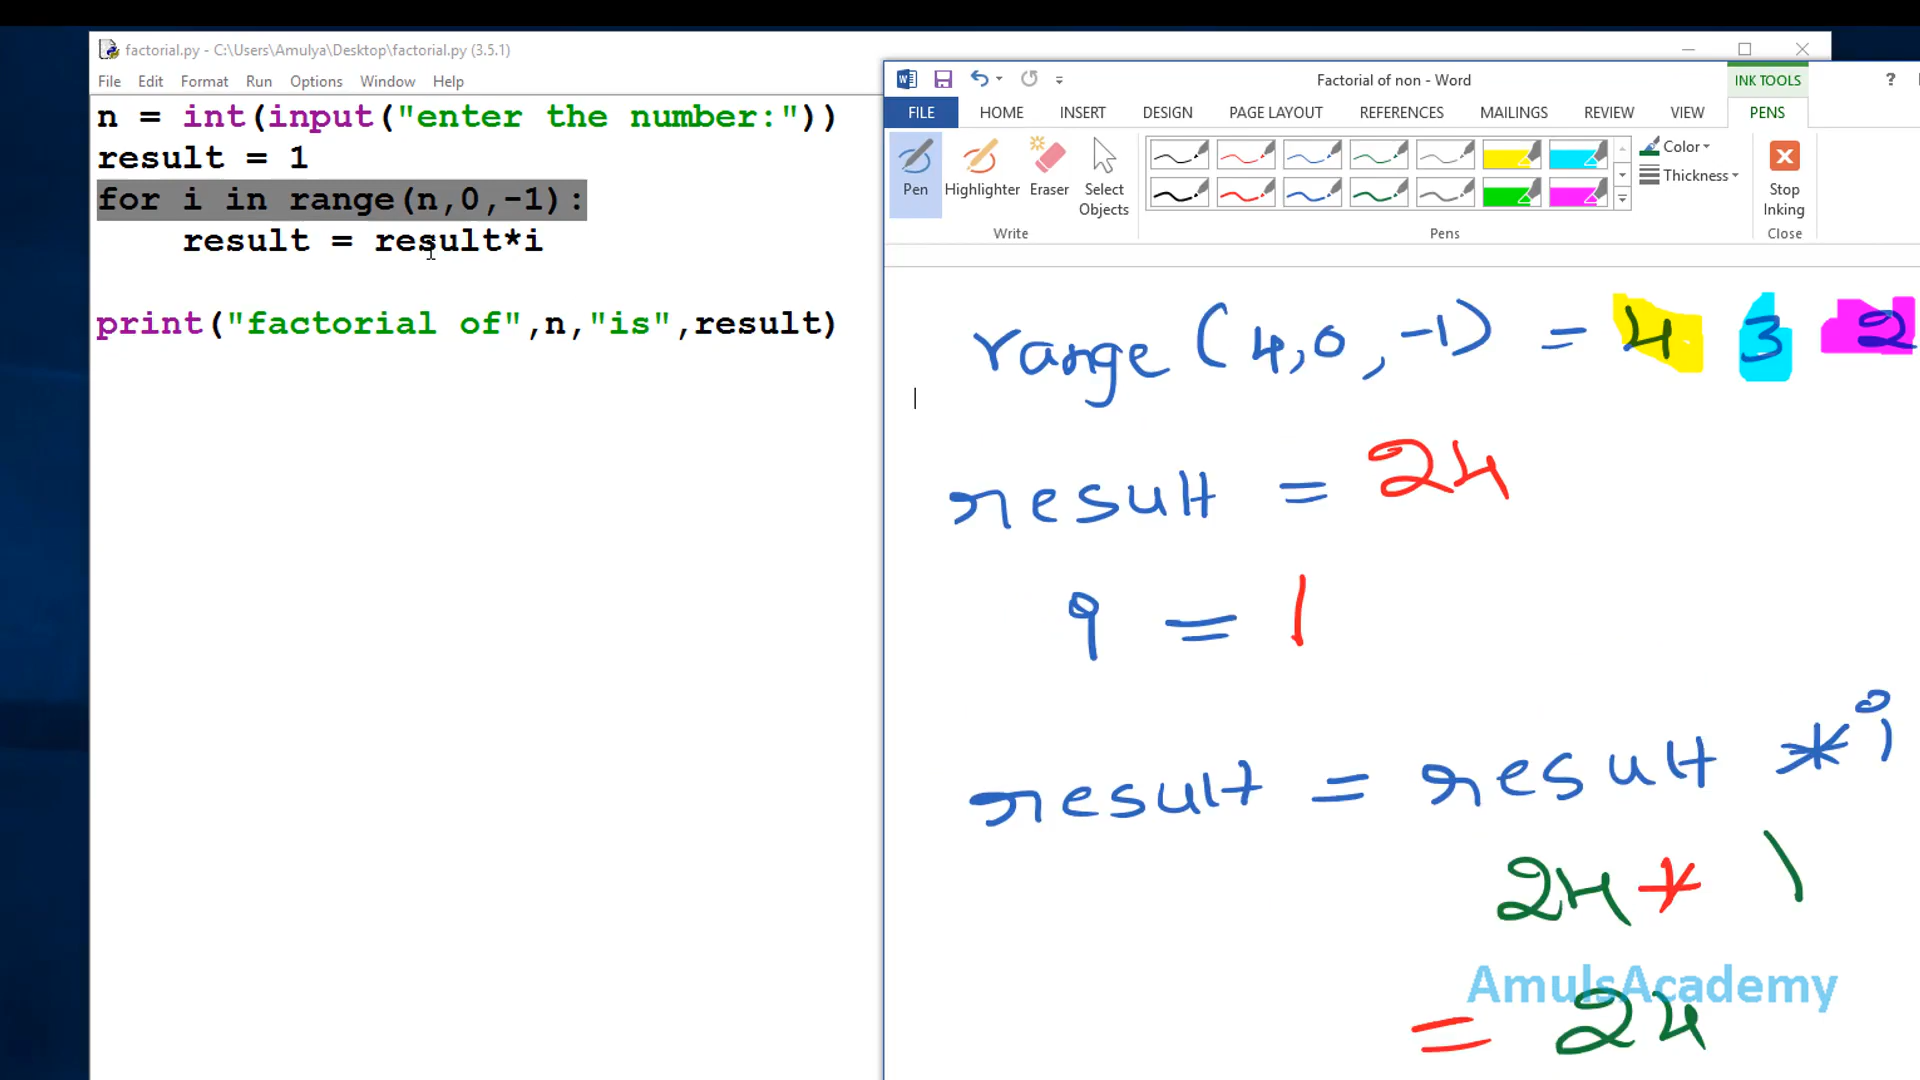 factorial.py - C:\Users\Amulya\Desktop\factorial.py (3.5.1)
File Edit Format Run Options Window Help
n = int(input("enter the number:"))
result = 1
for i in range(n,0,-1):
    result = result*i
print("factorial of",n,"is",result)
Factorial of non - Word
INK TOOLS
?
FILE HOME INSERT DESIGN PAGE LAYOUT REFERENCES MAILINGS REVIEW VIEW PENS
Pen
Highlighter
Eraser
Select Objects
Color
Thickness
Stop Inking
Write
Pens
Close
range (4,0,-1) = 4 3 2
result = 24
i = 1
result = result * i
24 * 1
AmulsAcademy
= 24